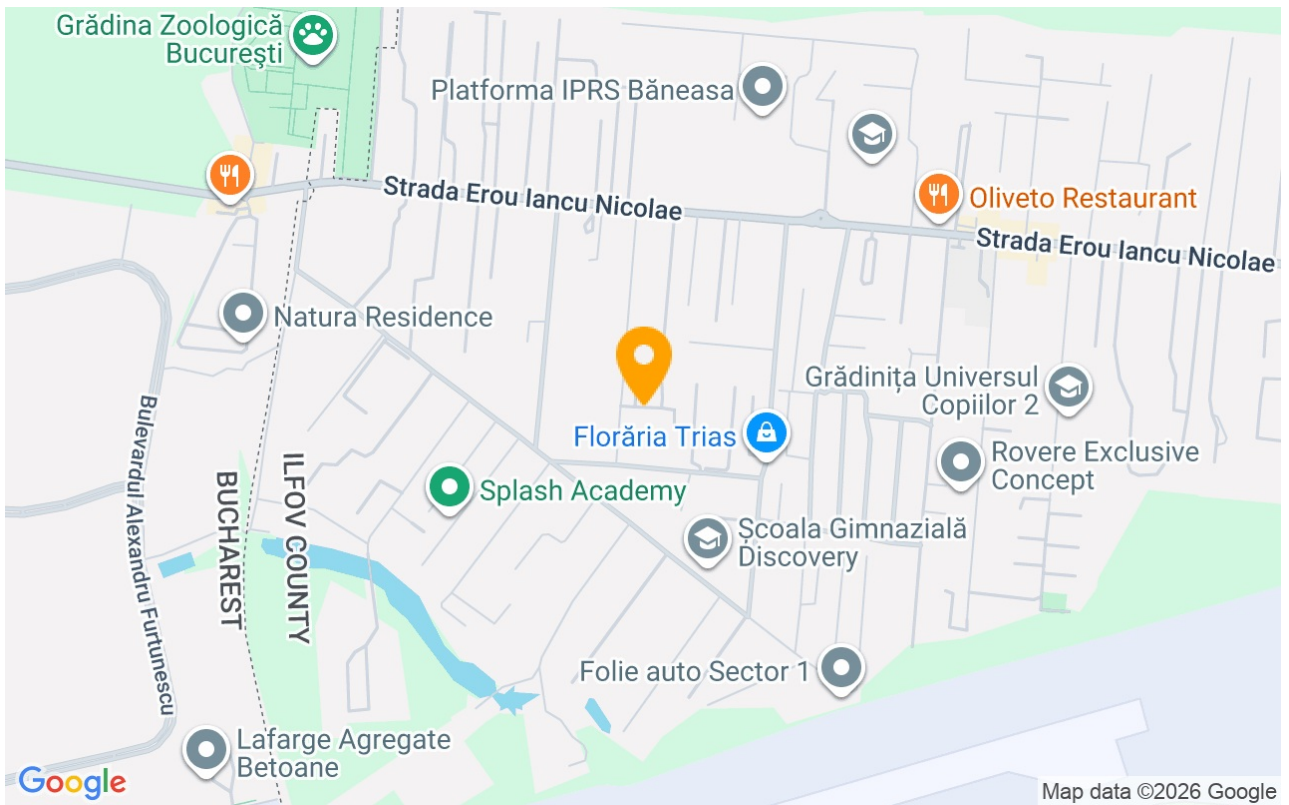 Grădina Zoologică
București
Platforma IPRS Băneasa
Strada Erou Iancu Nicolae
Oliveto Restaurant
Strada Erou Iancu Nicolae
Natura Residence
Grădinița Universul
Copiilor 2
Florăria Trias
Rovere Exclusive
Concept
Splash Academy
Școala Gimnazială
Discovery
Bulevardul Alexandru Furtunescu
BUCHAREST
ILFOV COUNTY
Folie auto Sector 1
Lafarge Agregate
Betoane
Google
Map data ©2026 Google